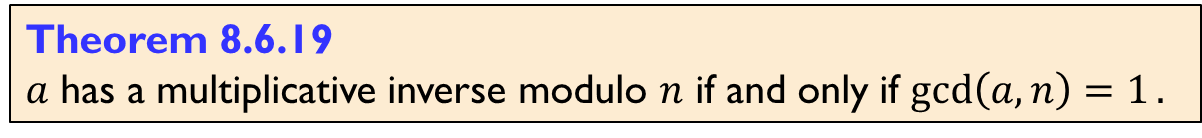 Theorem 8.6.19
𝑎 has a multiplicative inverse modulo 𝑛 if and only if gcd(𝑎, 𝑛) = 1 .